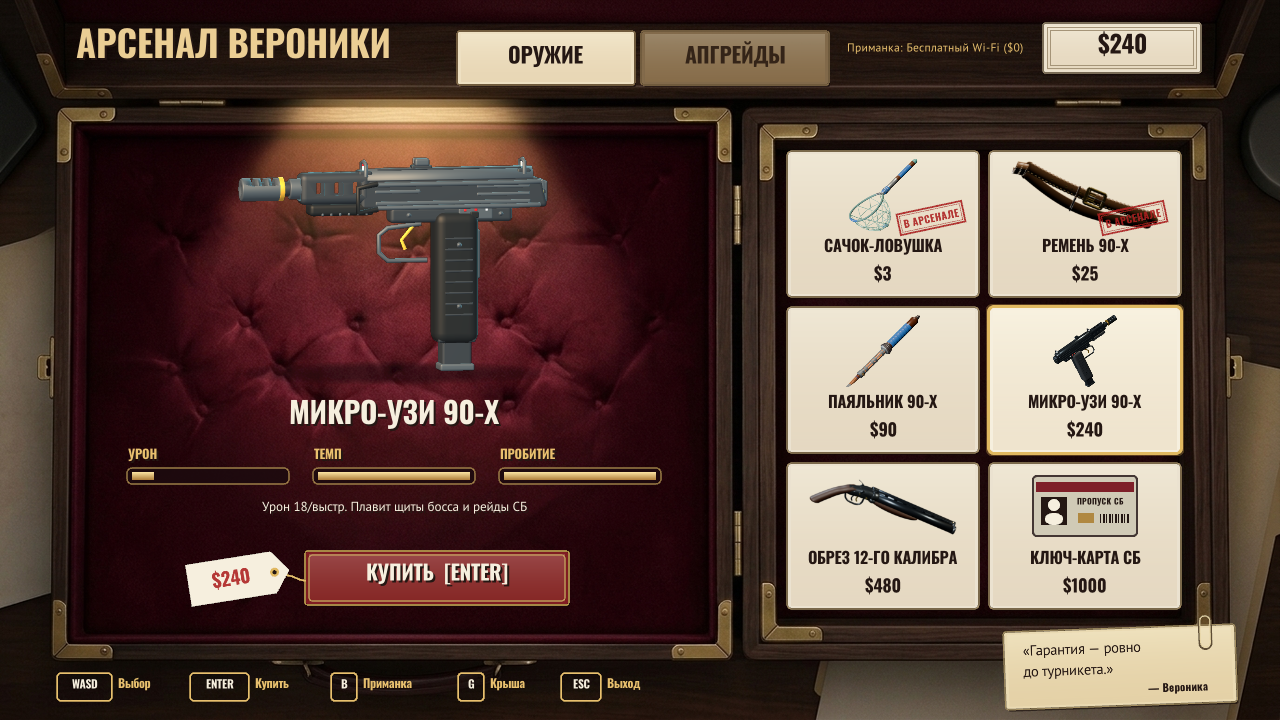 АРСЕНАЛ ВЕРОНИКИ
ОРУЖИЕ
АПГРЕЙДЫ
Приманка: Бесплатный Wi-Fi ($0)
$240
МИКРО-УЗИ 90-Х
УРОН
ТЕМП
ПРОБИТИЕ
Урон 18/выстр. Плавит щиты босса и рейды СБ
$240
КУПИТЬ [ENTER]
В АРСЕНАЛЕ
САЧОК-ЛОВУШКА
$3
В АРСЕНАЛЕ
РЕМЕНЬ 90-Х
$25
ПАЯЛЬНИК 90-Х
$90
МИКРО-УЗИ 90-Х
$240
ОБРЕЗ 12-ГО КАЛИБРА
$480
ПРОПУСК СБ
КЛЮЧ-КАРТА СБ
$1000
«Гарантия — ровно
до турникета.»
— Вероника
WASD Выбор
ENTER Купить
B Приманка
G Крыша
ESC Выход